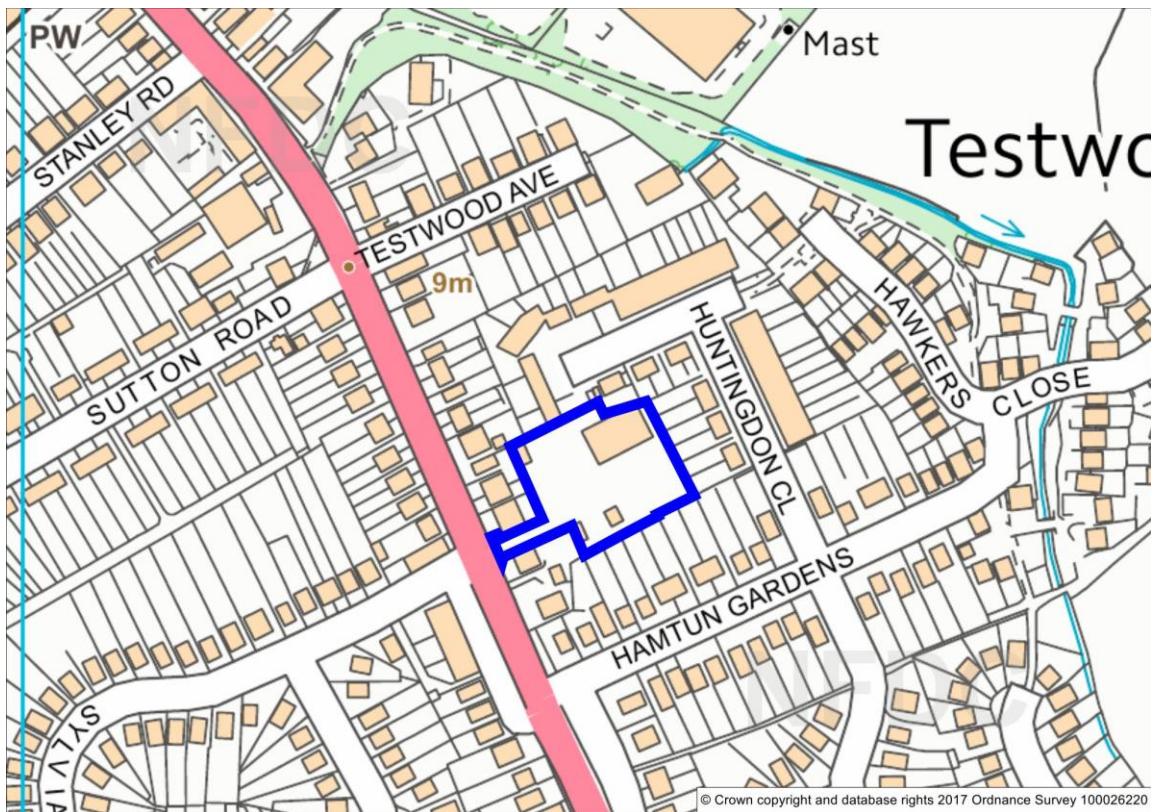 PW
Mast
STANLEY RD
NFDC
Testwo
TESTWOOD AVE
9m
SUTTON ROAD
HUNTINGDON CL
HAWKERS
CLOSE
HAMTUN GARDENS
NFDC
SYLVIA
© Crown copyright and database rights 2017 Ordnance Survey 100026220